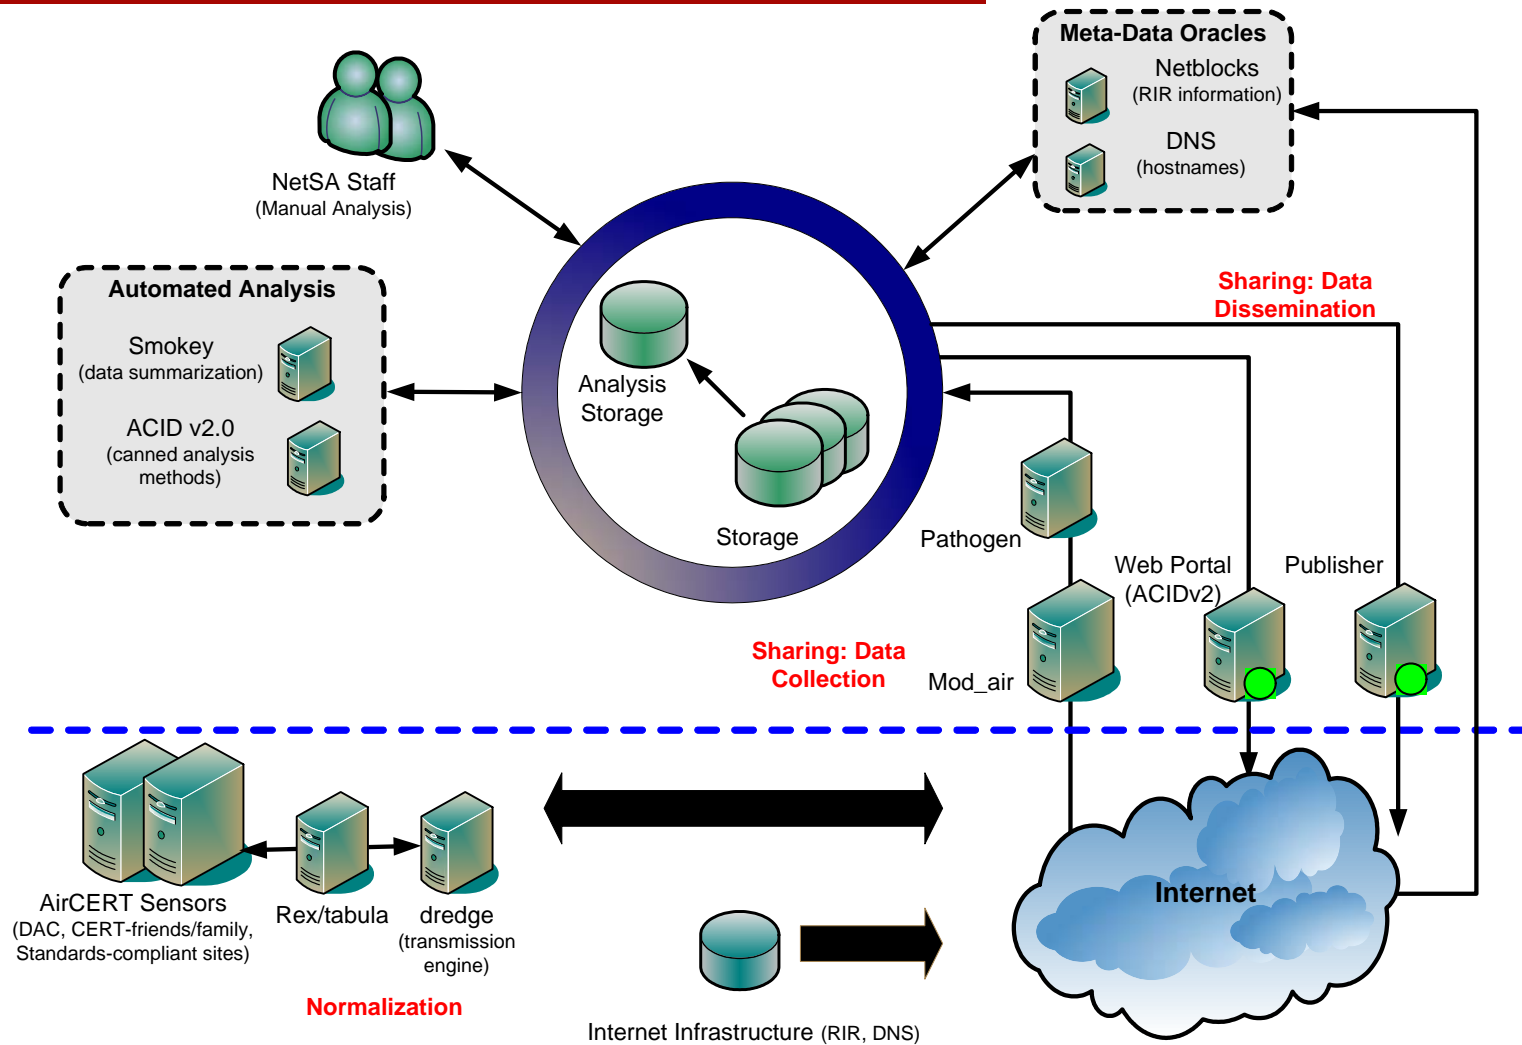 Meta-Data Oracles
Netblocks
(RIR information)
DNS
(hostnames)
NetSA Staff
(Manual Analysis)
Automated Analysis
Smokey
(data summarization)
ACID v2.0
(canned analysis
methods)
Analysis
Storage
Storage
Sharing: Data
Dissemination
Pathogen
Web Portal
(ACIDv2)
Publisher
Sharing: Data
Collection
Mod_air
AirCERT Sensors
(DAC, CERT-friends/family,
Standards-compliant sites)
Rex/tabula
dredge
(transmission
engine)
Normalization
Internet
Internet Infrastructure (RIR, DNS)